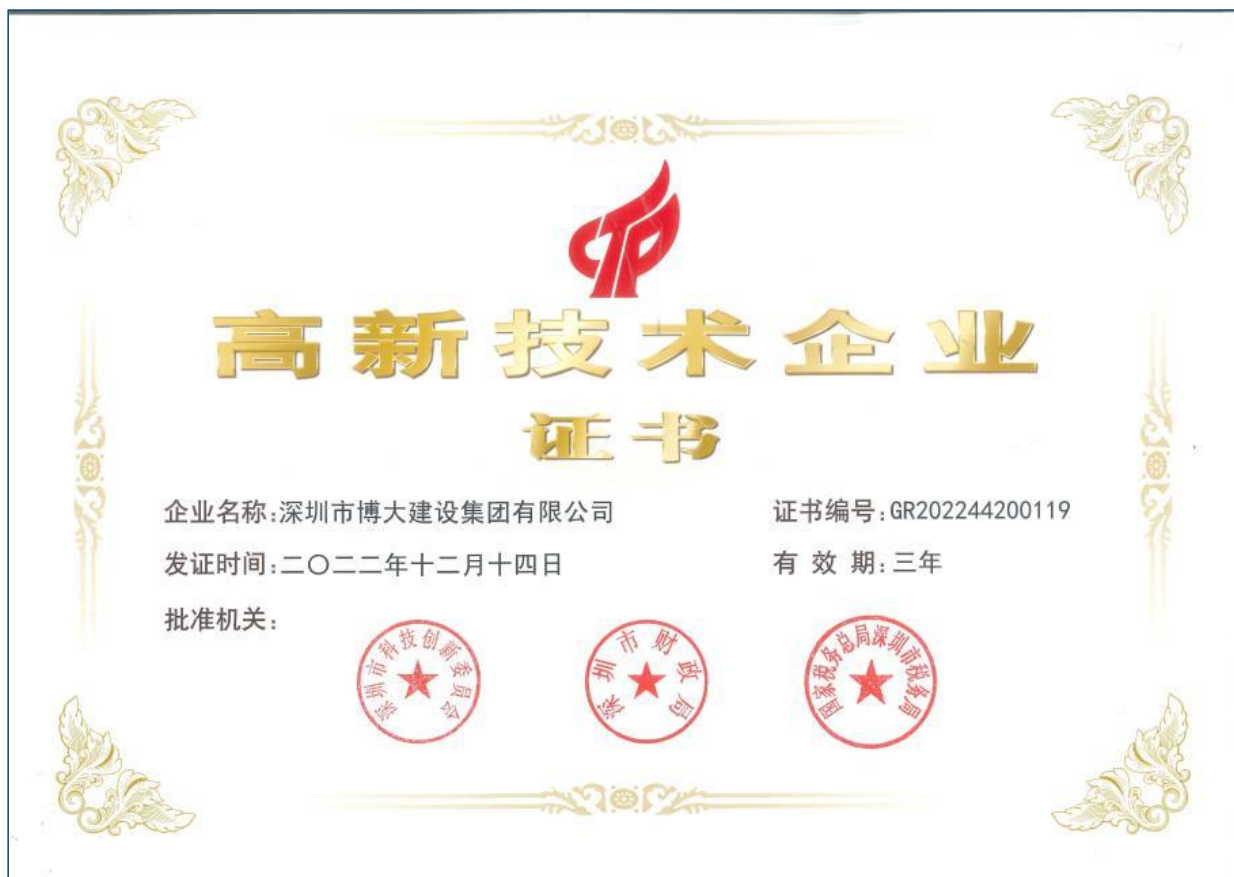 高新技术企业
证书
企业名称:深圳市博大建设集团有限公司
证书编号:GR202244200119
发证时间:二〇二二年十二月十四日
有效期:三年
批准机关:
深圳市科技创新委员会
深圳市财政局
国家税务总局深圳市税务局